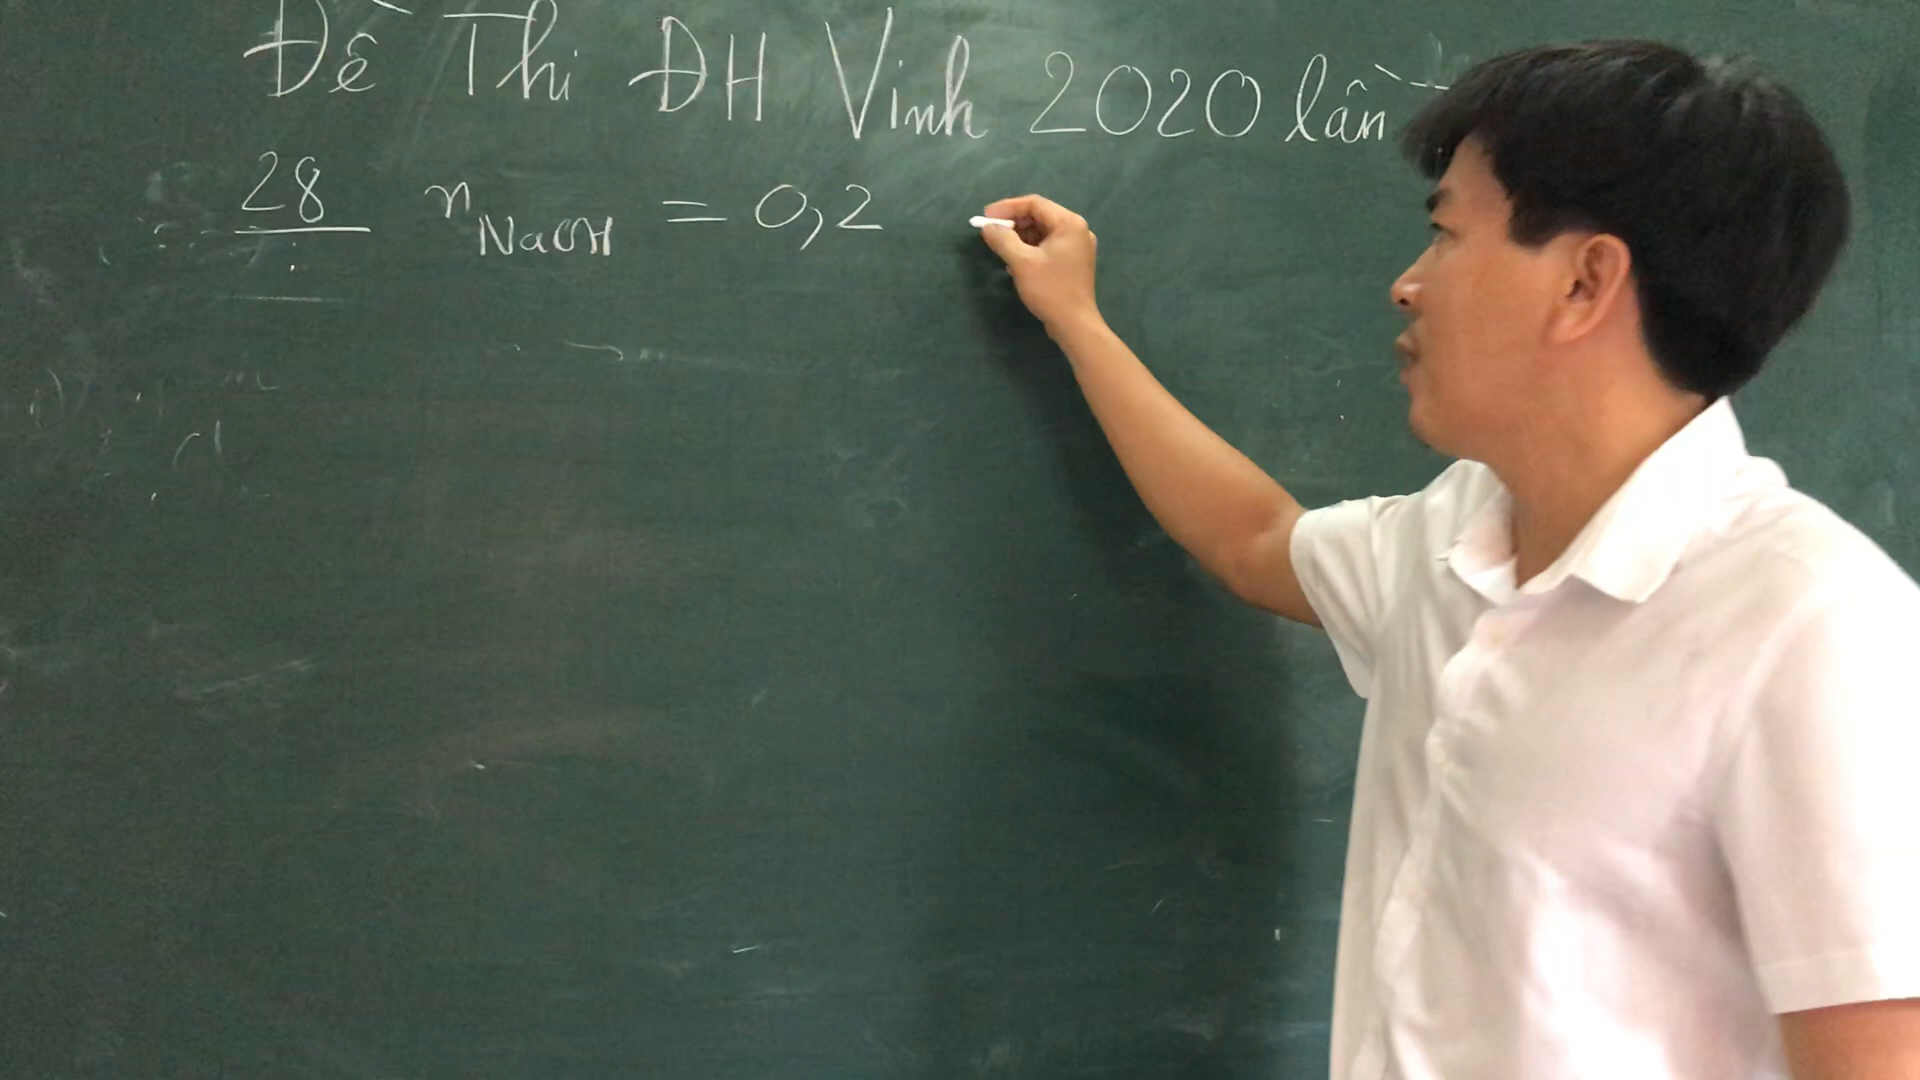 Đề Thi ĐH Vinh 2020 lần
28 n NaOH = 0,2